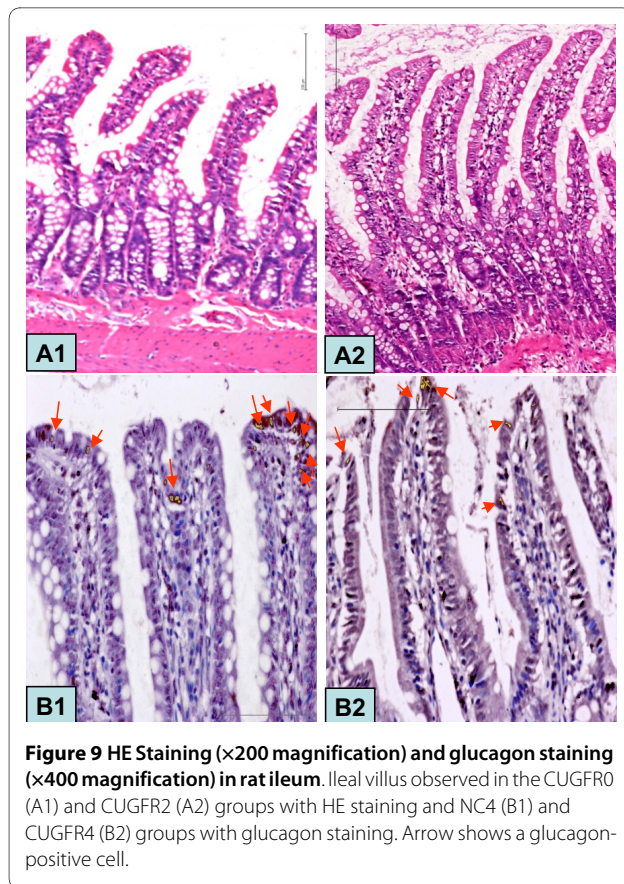 A1
A2
B1
B2
Figure 9 HE Staining (×200 magnification) and glucagon staining
(×400 magnification) in rat ileum. Ileal villus observed in the CUGFR0
(A1) and CUGFR2 (A2) groups with HE staining and NC4 (B1) and
CUGFR4 (B2) groups with glucagon staining. Arrow shows a glucagon-
positive cell.